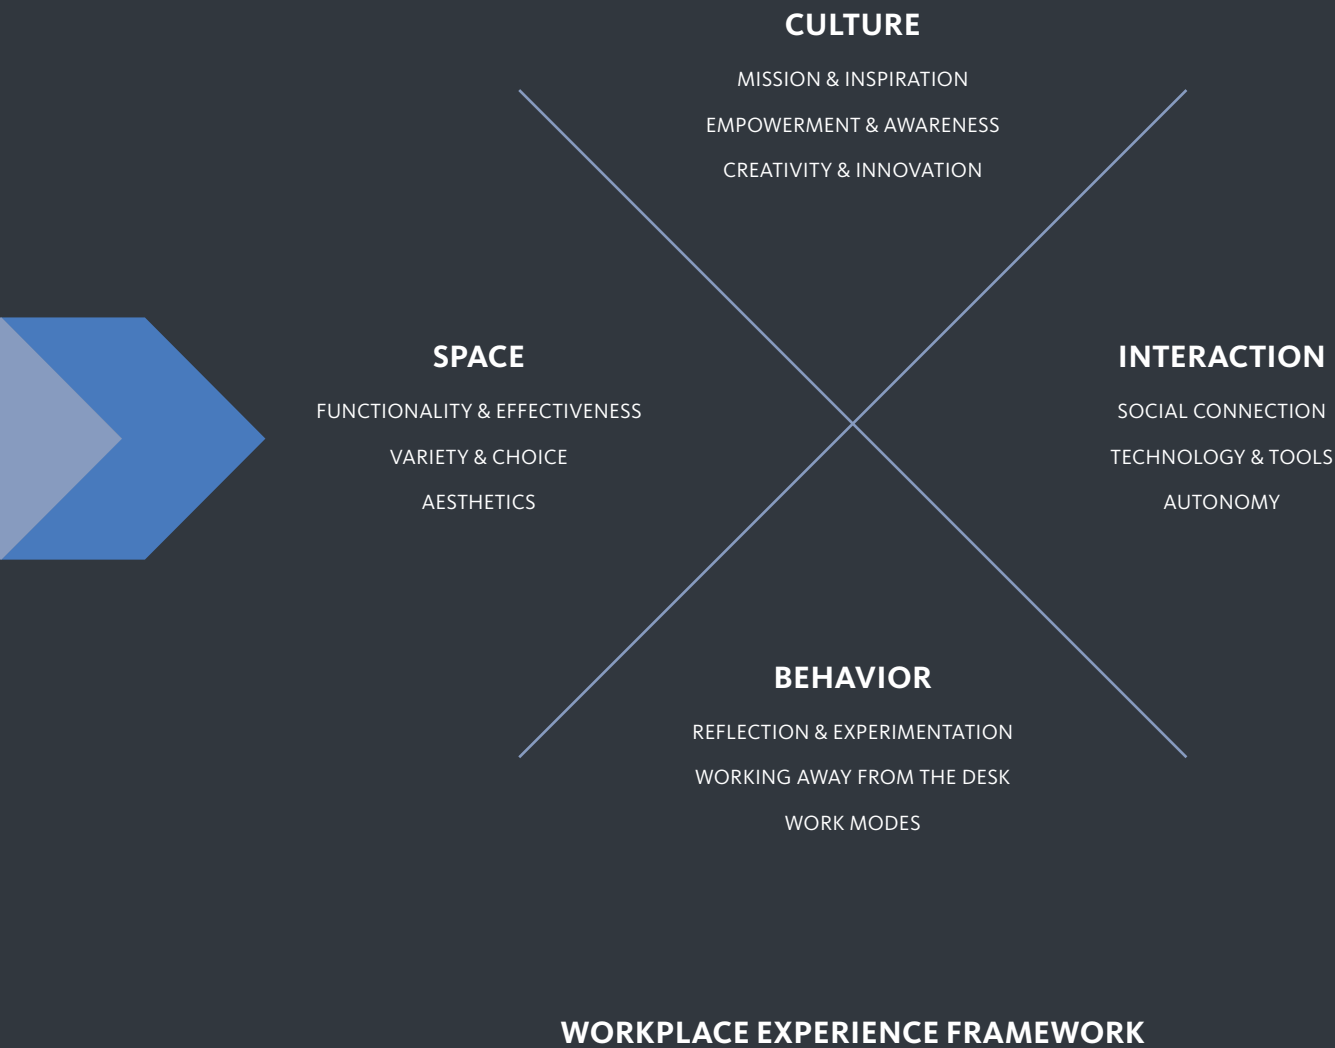 CULTURE
MISSION & INSPIRATION
EMPOWERMENT & AWARENESS
CREATIVITY & INNOVATION
SPACE
FUNCTIONALITY & EFFECTIVENESS
VARIETY & CHOICE
AESTHETICS
INTERACTION
SOCIAL CONNECTION
TECHNOLOGY & TOOLS
AUTONOMY
BEHAVIOR
REFLECTION & EXPERIMENTATION
WORKING AWAY FROM THE DESK
WORK MODES
WORKPLACE EXPERIENCE FRAMEWORK